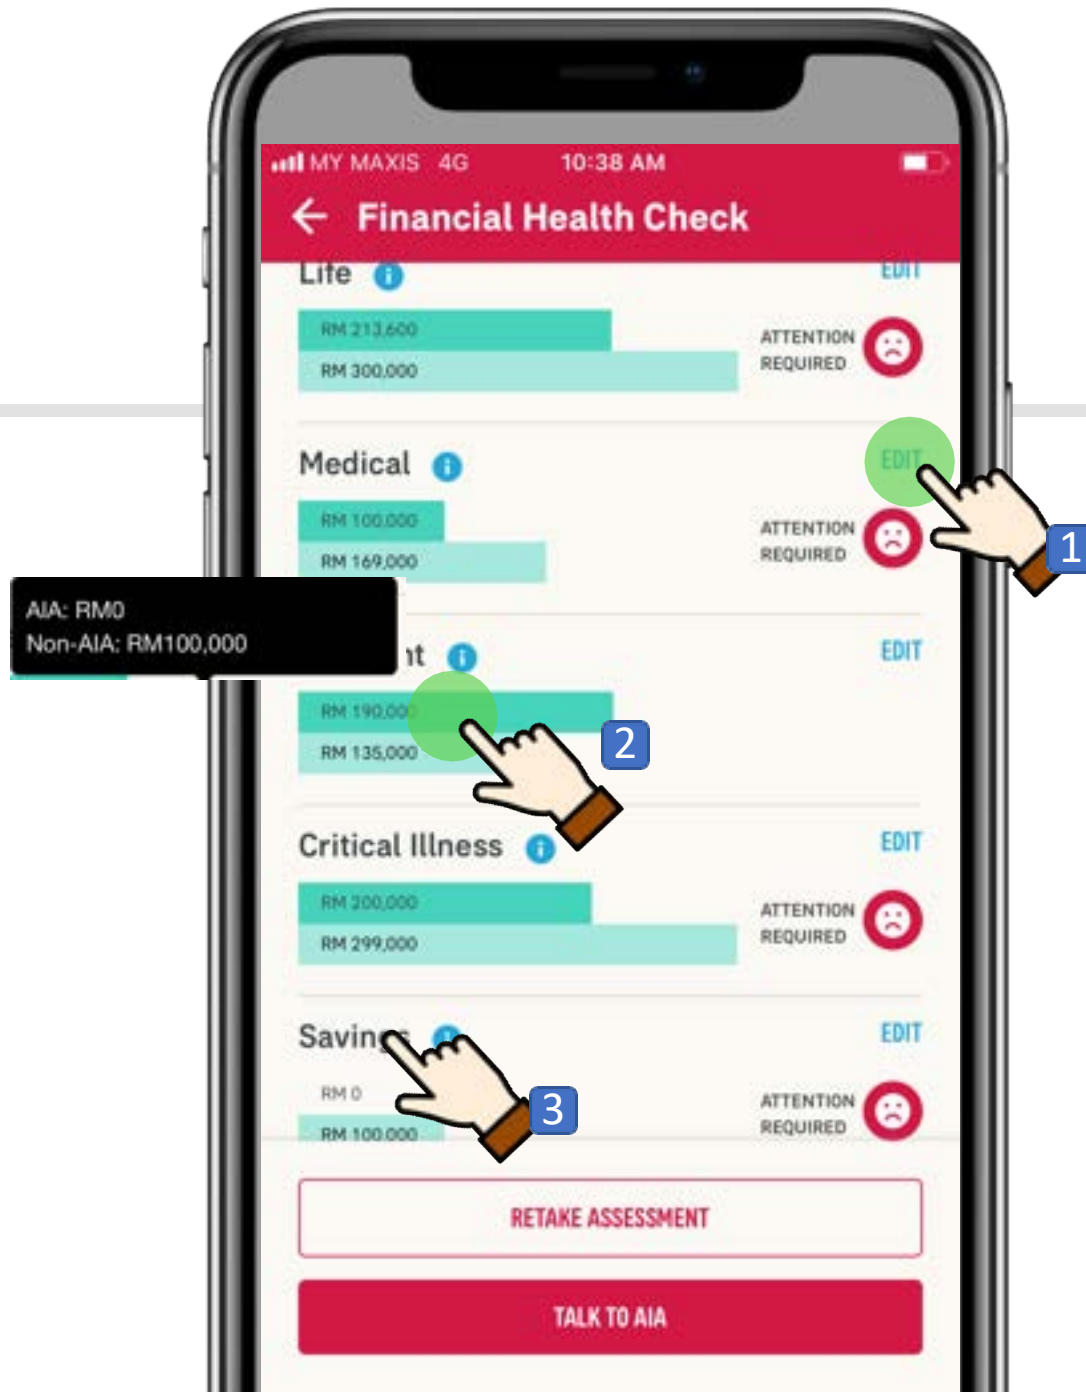 MY MAXIS 4G 10:38 AM
Financial Health Check
Life EDIT
RM 213,600
RM 300,000
ATTENTION
REQUIRED
Medical EDIT
RM 100,000
RM 169,000
ATTENTION
REQUIRED
1
AIA: RM0
Non-AIA: RM100,000
nt EDIT
RM 190,000
RM 135,000
2
Critical Illness EDIT
RM 200,000
RM 299,000
ATTENTION
REQUIRED
Savings EDIT
RM 0
RM 100,000
ATTENTION
REQUIRED
3
RETAKE ASSESSMENT
TALK TO AIA